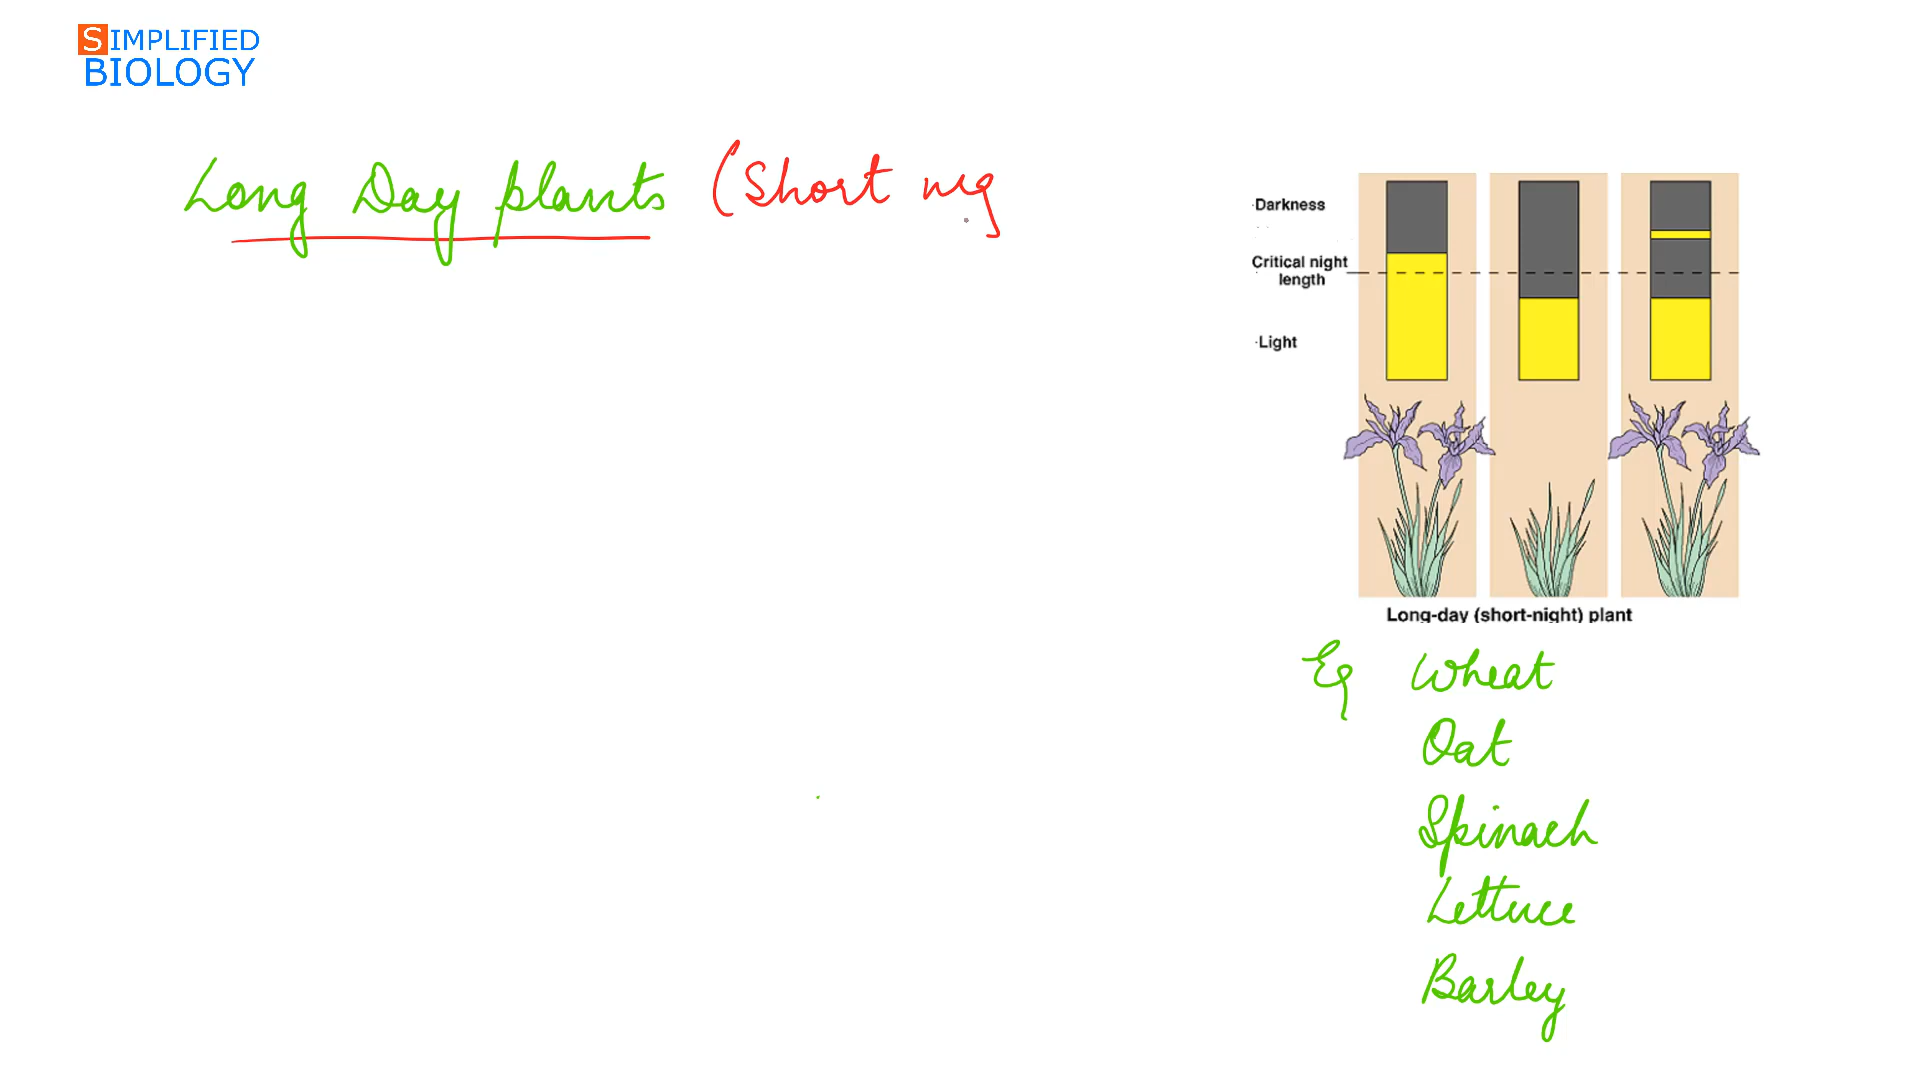 SIMPLIFIED
BIOLOGY
Long Day plants (Short nig
Darkness
Critical night
length
Light
Long-day (short-night) plant
Eg Wheat
Oat
Spinach
Lettuce
Barley